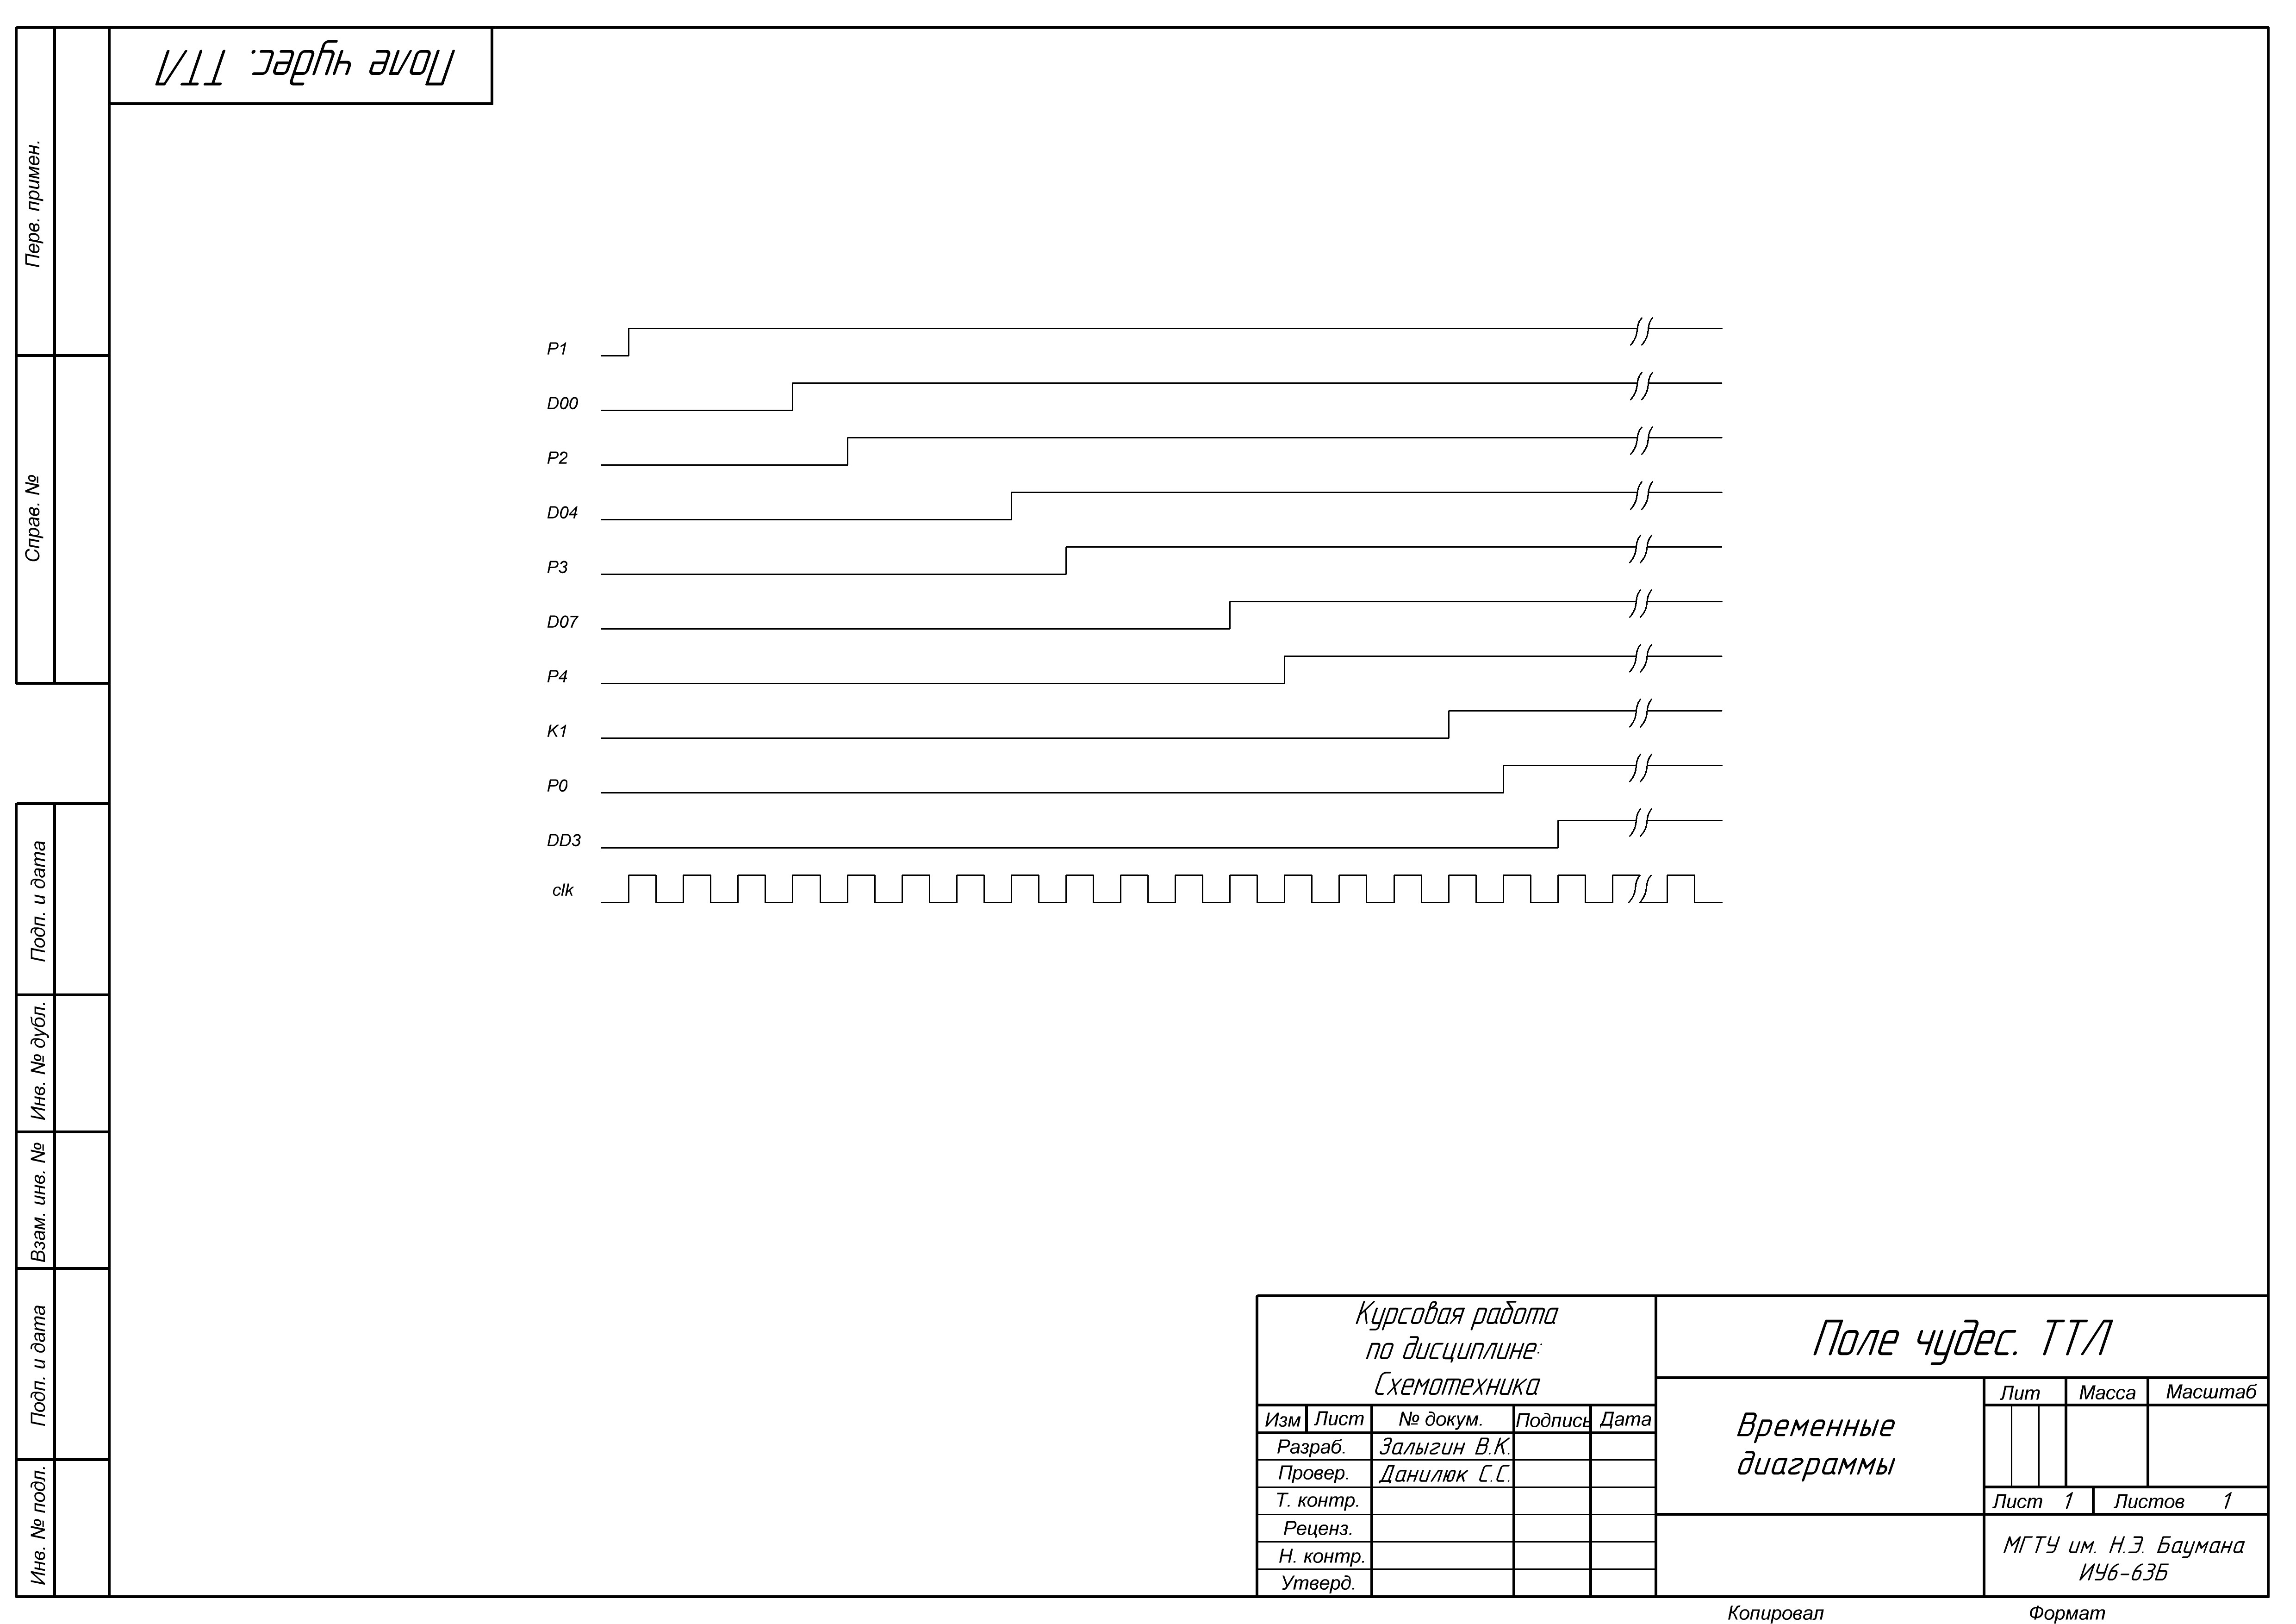 Поле чудес. ТТЛ
Перв. примен.
Справ. №
Подп. и дата
Инв. № дубл.
Взам. инв. №
Подп. и дата
Инв. № подл.
P1
D00
P2
D04
P3
D07
P4
K1
P0
DD3
clk
Курсовая работа
по дисциплине:
Схемотехника
Изм Лист № докум. Подпись Дата
Разраб. Залыгин В.К.
Провер. Данилюк С.С.
Т. контр.
Реценз.
Н. контр.
Утверд.
Поле чудес. ТТЛ
Временные
диаграммы
Лит Масса Масштаб
Лист 1 Листов 1
МГТУ им. Н.Э. Баумана
ИУ6-63Б
Копировал Формат